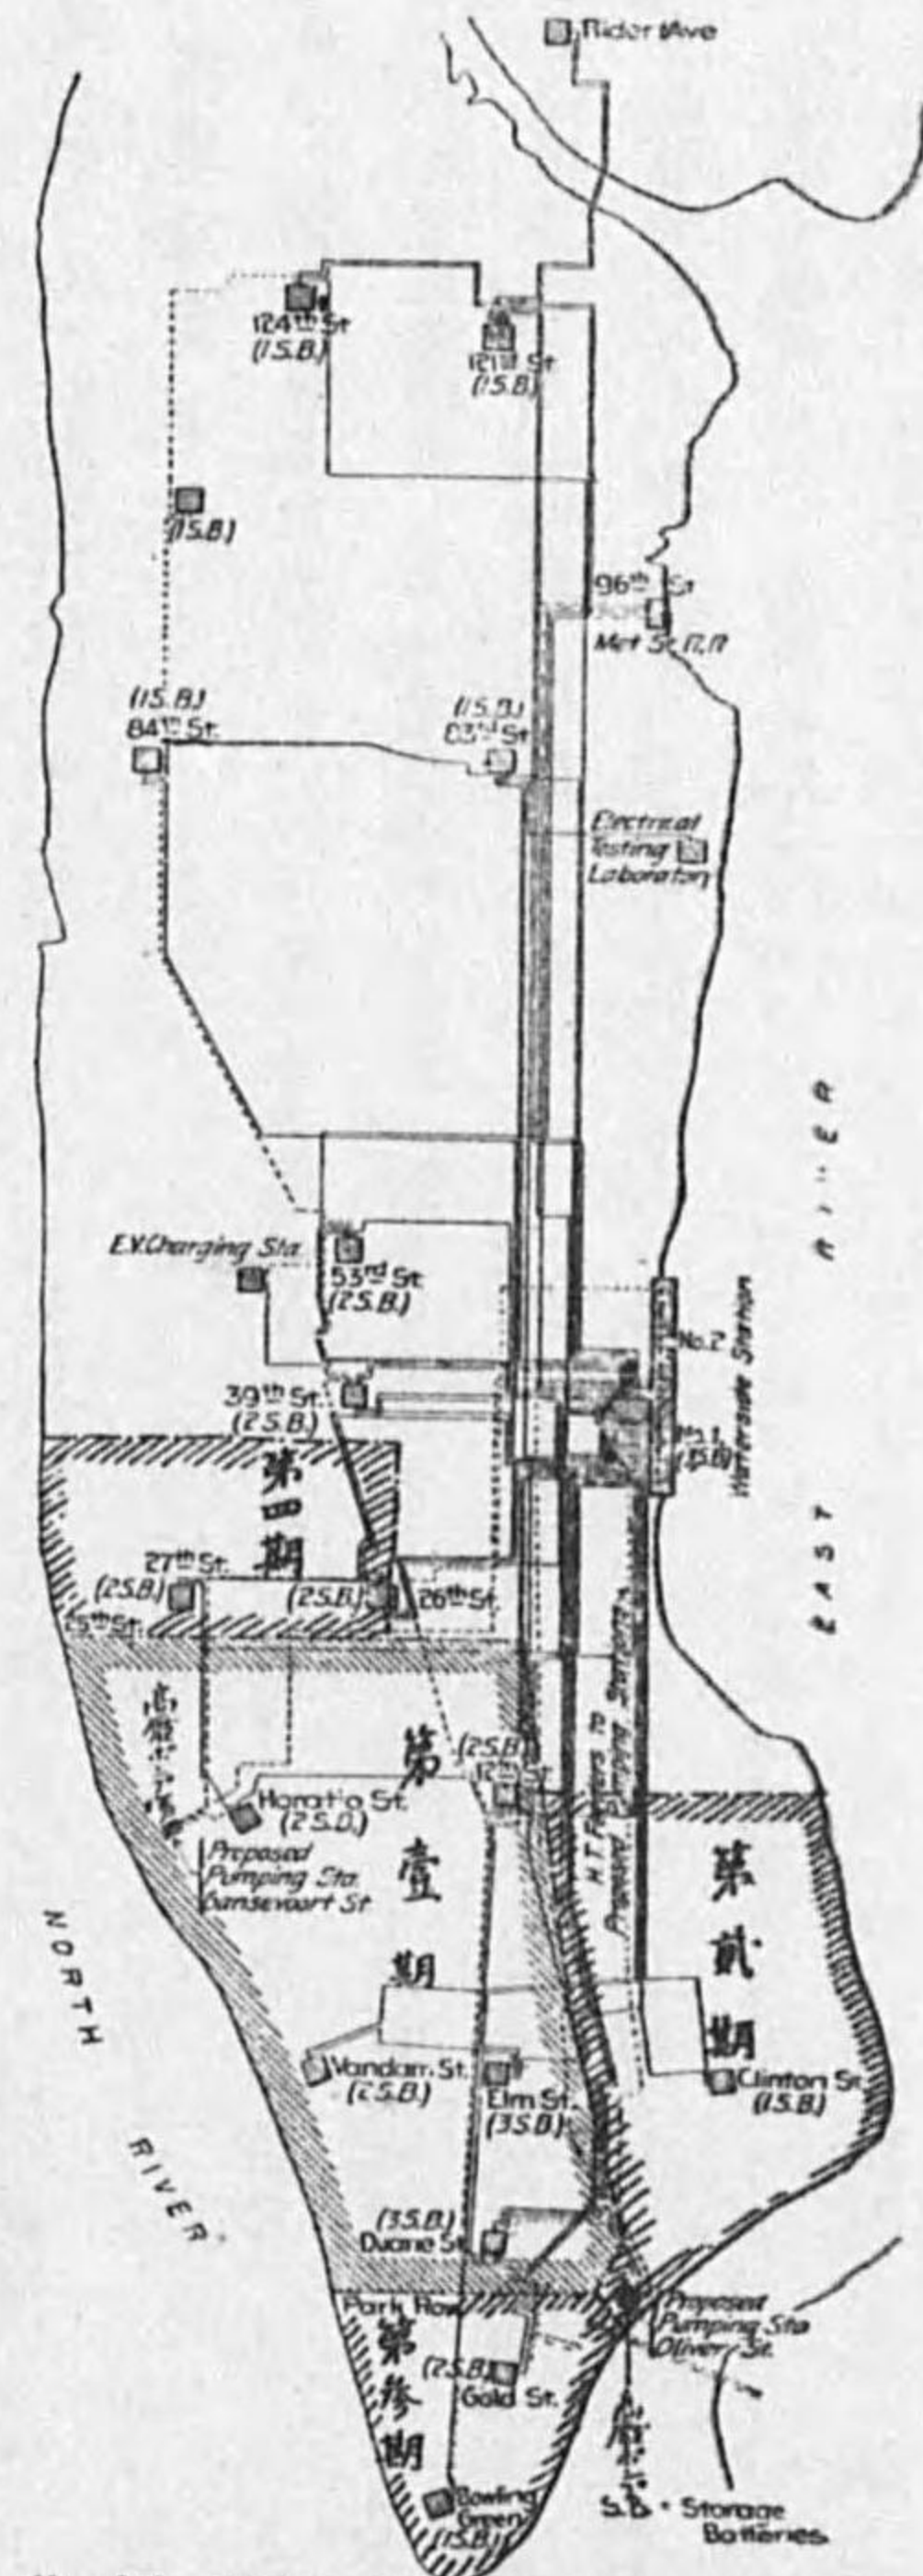 Rider Ave
124th St
(1S.B.)
121st St
(1S.B.)
(1S.B.)
96th St
Met St. R.R
(1S.B.)
84th St.
(1S.B.)
83rd St
Electrical
Testing
Laboratory
RIVER
E.V. Charging Sta.
53rd St.
(2S.B.)
No. 2
Waterside Station
39th St.
(2S.B.)
No. 1
第四期
EAST
27th St.
(2S.B.)
(2S.B.)
26th St.
25th St.
H.T. Feeders to
Proposed Pumping Stations
第壹期
(2S.B.)
12th St.
Horatio St.
(2S.B.)
Proposed
Pumping Sta.
Gansevoort St
第貳期
NORTH
RIVER
Vandam. St.
(2S.B.)
Elm St.
(3S.B.)
Clinton St.
(1S.B.)
(3S.B.)
Duane St.
Park Row
Proposed
Pumping Sta
Oliver St.
第參期
(2S.B.)
Gold St.
Bowling
Green
(1S.B.)
S.B. = Storage
Batteries